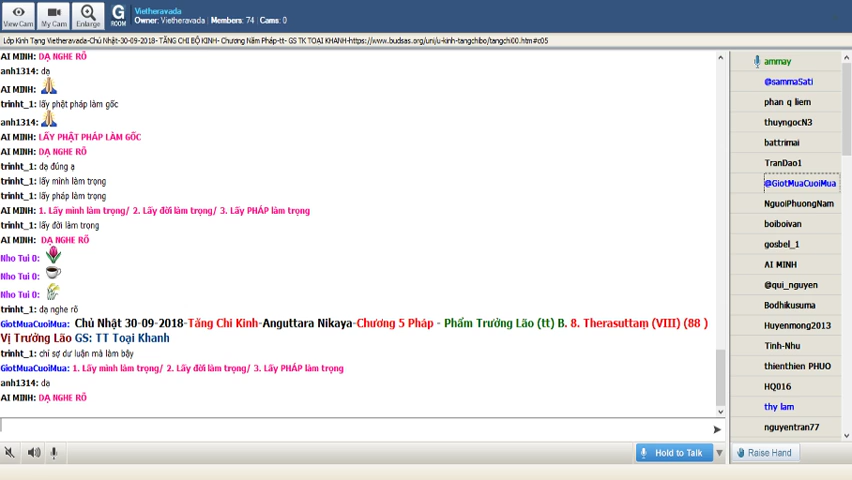 View Cam
My Cam
Enlarge
G
ROOM
Vietheravada
Owner: Vietheravada | Members: 74 | Cams: 0
Lớp Kinh Tạng Vietheravada-Chủ Nhật-30-09-2018- TĂNG CHI BỘ KINH- Chương Năm Pháp-tt- GS TK TOẠI KHANH-https://www.budsas.org/uni/u-kinh-tangchibo/tangchi00.htm#c05
AI MINH: DẠ NGHE RÕ
anh1314: dạ
AI MINH:
trinht_1: lấy phật pháp làm gốc
anh1314:
AI MINH: LẤY PHẬT PHÁP LÀM GỐC
AI MINH: DẠ NGHE RÕ
trinht_1: dạ đúng ạ
trinht_1: lấy mình làm trọng
trinht_1: lấy pháp làm trọng
AI MINH: 1. Lấy mình làm trọng/ 2. Lấy đời làm trọng/ 3. Lấy PHÁP làm trọng
trinht_1: lấy đời làm trọng
AI MINH: DẠ NGHE RÕ
Nho Tui 0:
Nho Tui 0:
Nho Tui 0:
trinht_1: dạ nghe rõ
GiotMuaCuoiMua: Chủ Nhật 30-09-2018-Tăng Chi Kinh-Anguttara Nikaya-Chương 5 Pháp - Phẩm Trưởng Lão (tt) B. 8. Therasuttaṃ (VIII) (88 )
Vị Trưởng Lão GS: TT Toại Khanh
trinht_1: chỉ sợ dư luận mà làm bậy
GiotMuaCuoiMua: 1. Lấy mình làm trọng/ 2. Lấy đời làm trọng/ 3. Lấy PHÁP làm trọng
anh1314: dạ
AI MINH: DẠ NGHE RÕ
Hold to Talk
ammay
@sammaSati
phan q liem
thuyngocN3
battrimai
TranDao1
@GiotMuaCuoiMua
NguoiPhuongNam
boiboivan
gosbel_1
AI MINH
@qui_nguyen
Bodhikusuma
Huyenmong2013
Tinh-Nhu
thienthien PHUO
HQ016
thy lam
nguyentran77
Raise Hand